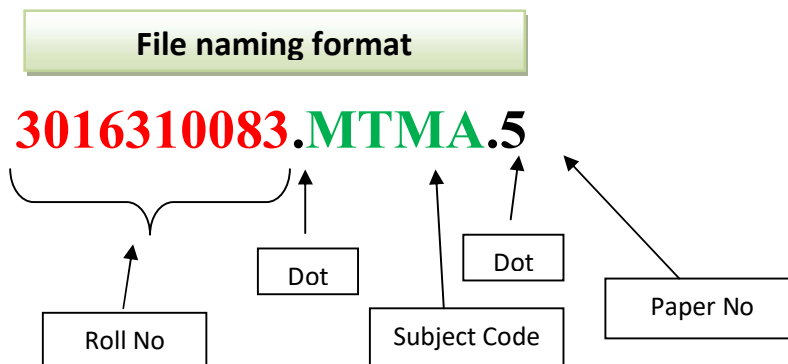 File naming format
3016310083.MTMA.5
Dot
Dot
Paper No
Roll No
Subject Code